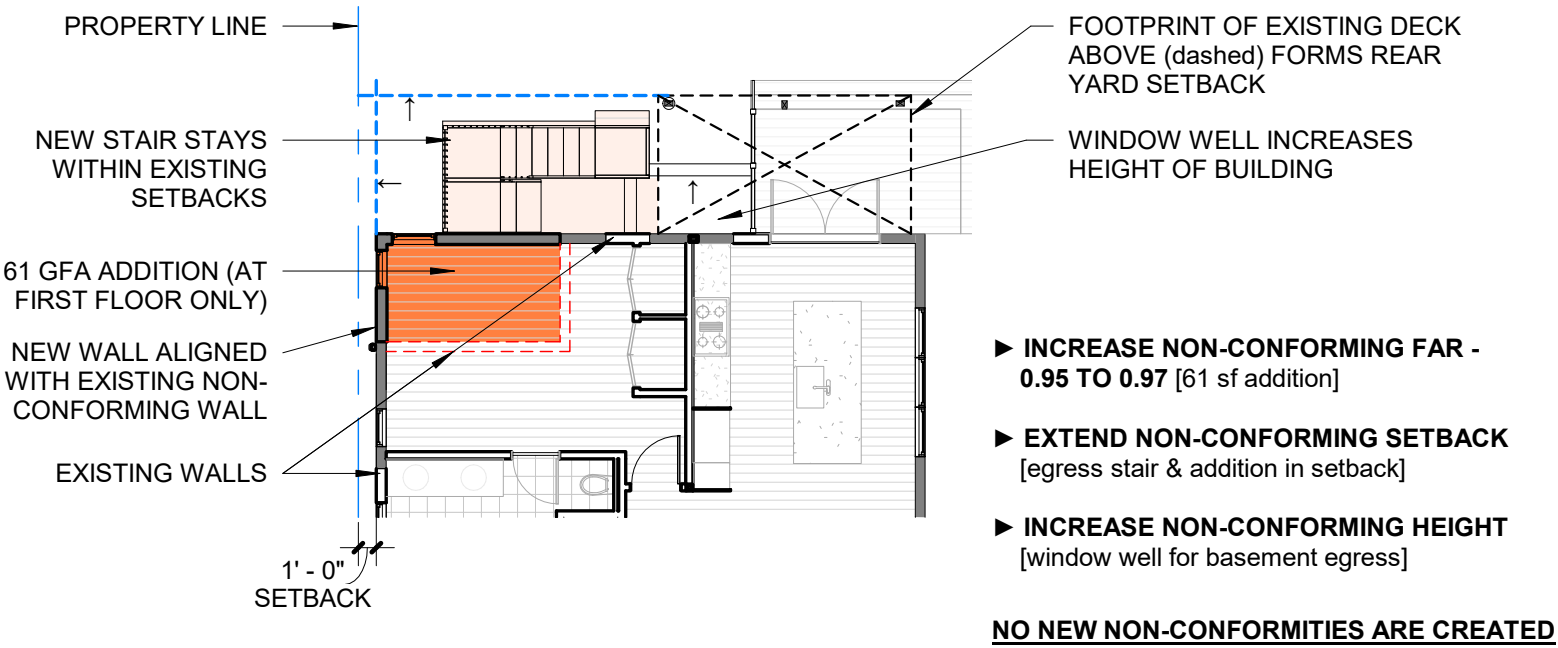 PROPERTY LINE
NEW STAIR STAYS
WITHIN EXISTING
SETBACKS
61 GFA ADDITION (AT
FIRST FLOOR ONLY)
NEW WALL ALIGNED
WITH EXISTING NON-
CONFORMING WALL
EXISTING WALLS
1' - 0"
SETBACK
FOOTPRINT OF EXISTING DECK
ABOVE (dashed) FORMS REAR
YARD SETBACK
WINDOW WELL INCREASES
HEIGHT OF BUILDING
► INCREASE NON-CONFORMING FAR -
0.95 TO 0.97 [61 sf addition]
► EXTEND NON-CONFORMING SETBACK
[egress stair & addition in setback]
► INCREASE NON-CONFORMING HEIGHT
[window well for basement egress]
NO NEW NON-CONFORMITIES ARE CREATED